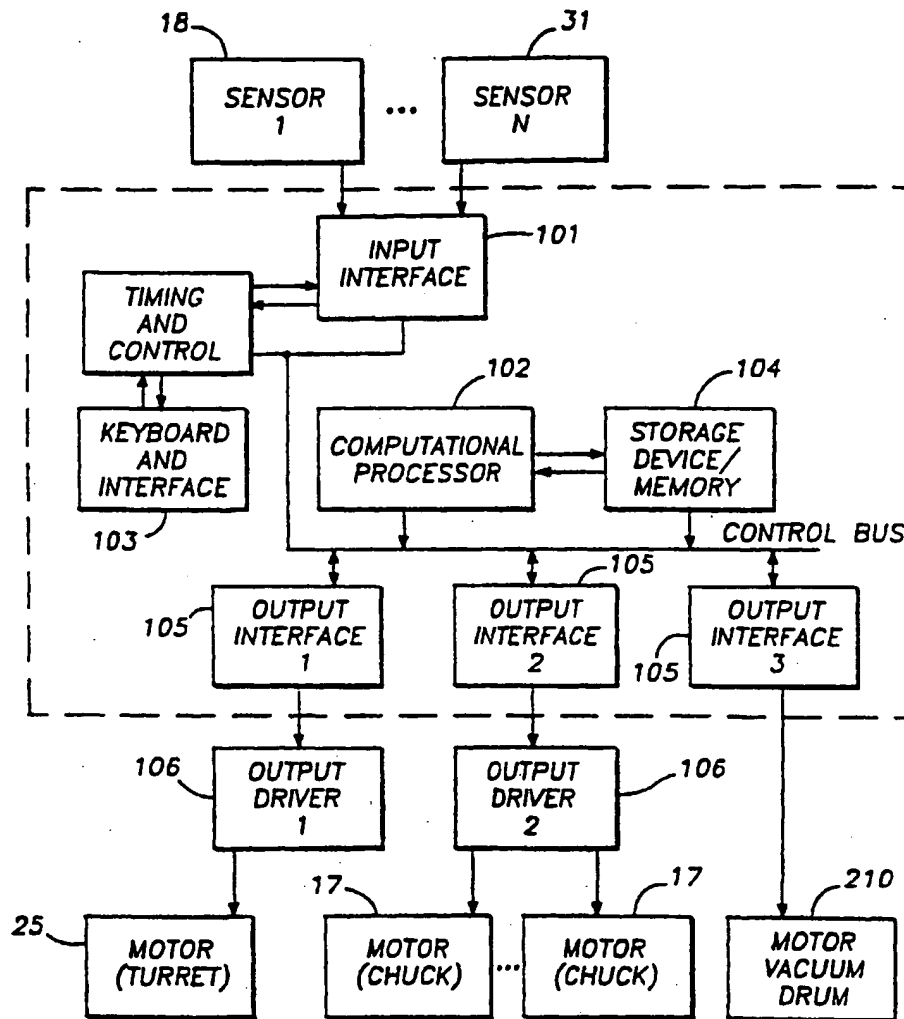 18
31
SENSOR
1
...
SENSOR
N
INPUT
INTERFACE
101
TIMING
AND
CONTROL
102
104
KEYBOARD
AND
INTERFACE
COMPUTATIONAL
PROCESSOR
STORAGE
DEVICE/
MEMORY
103
CONTROL BUS
105
OUTPUT
INTERFACE
1
105
OUTPUT
INTERFACE
2
105
OUTPUT
INTERFACE
3
106
OUTPUT
DRIVER
1
OUTPUT
DRIVER
2
106
25
MOTOR
(TURRET)
17
MOTOR
(CHUCK)
...
17
MOTOR
(CHUCK)
210
MOTOR
VACUUM
DRUM